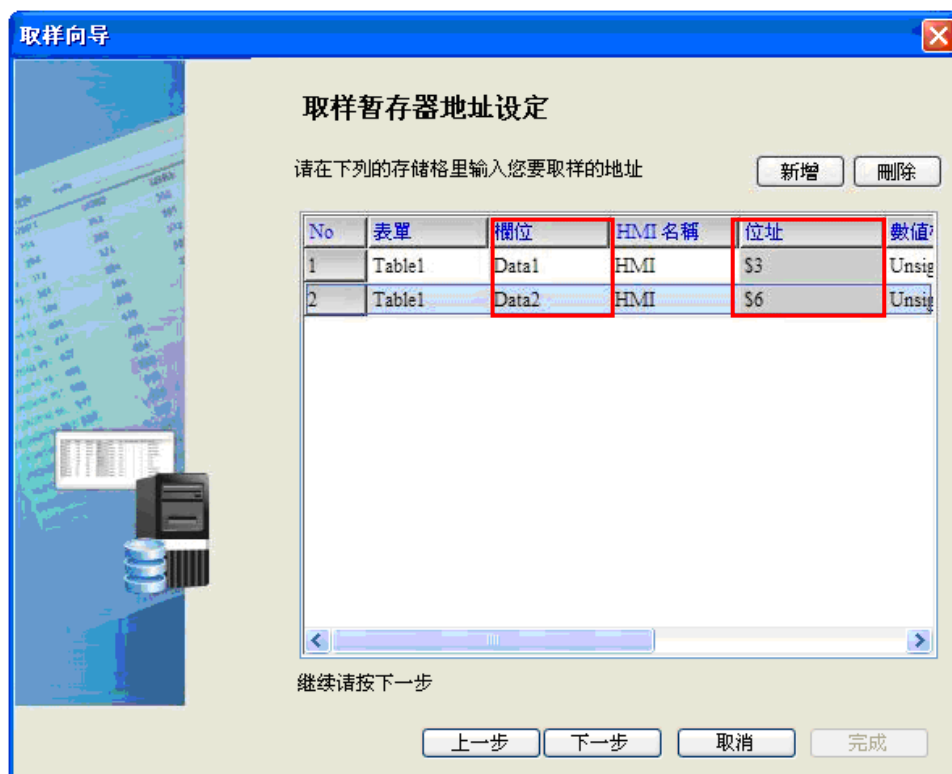 取样向导
取样暂存器地址设定
请在下列的存储格里输入您要取样的地址 新增 刪除
No 表單 欄位 HMI 名稱 位址 數值
1 Table1 Data1 HMI $3 Unsig
2 Table1 Data2 HMI $6 Unsig
继续请按下一步
上一步 下一步 取消 完成